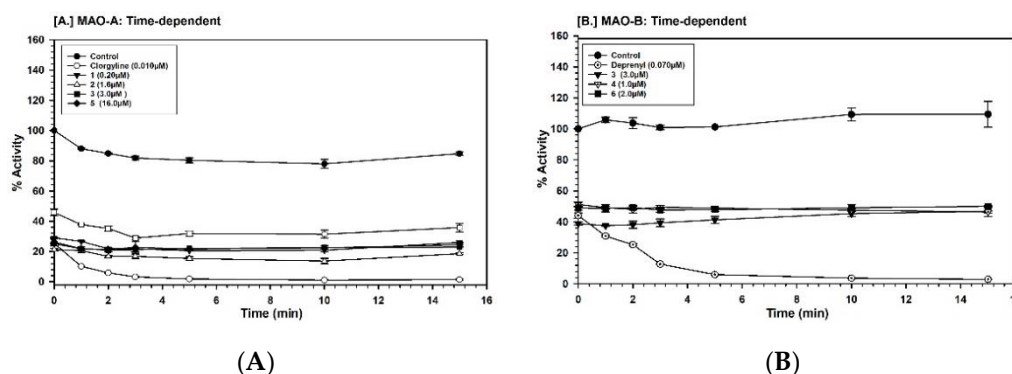 [A.] MAO-A: Time-dependent
160
140
120
100
80
60
40
20
0
% Activity
Control
Clorgyline (0.010μM)
1 (0.20μM)
2 (1.6μM)
3 (3.0μM )
5 (16.0μM)
0 2 4 6 8 10 12 14 16
Time (min)
(A)
[B.] MAO-B: Time-dependent
160
140
120
100
80
60
40
20
0
% Activity
Control
Deprenyl (0.070μM)
3 (3.0μM)
4 (1.0μM)
6 (2.0μM)
0 2 4 6 8 10 12 14 16
Time (min)
(B)